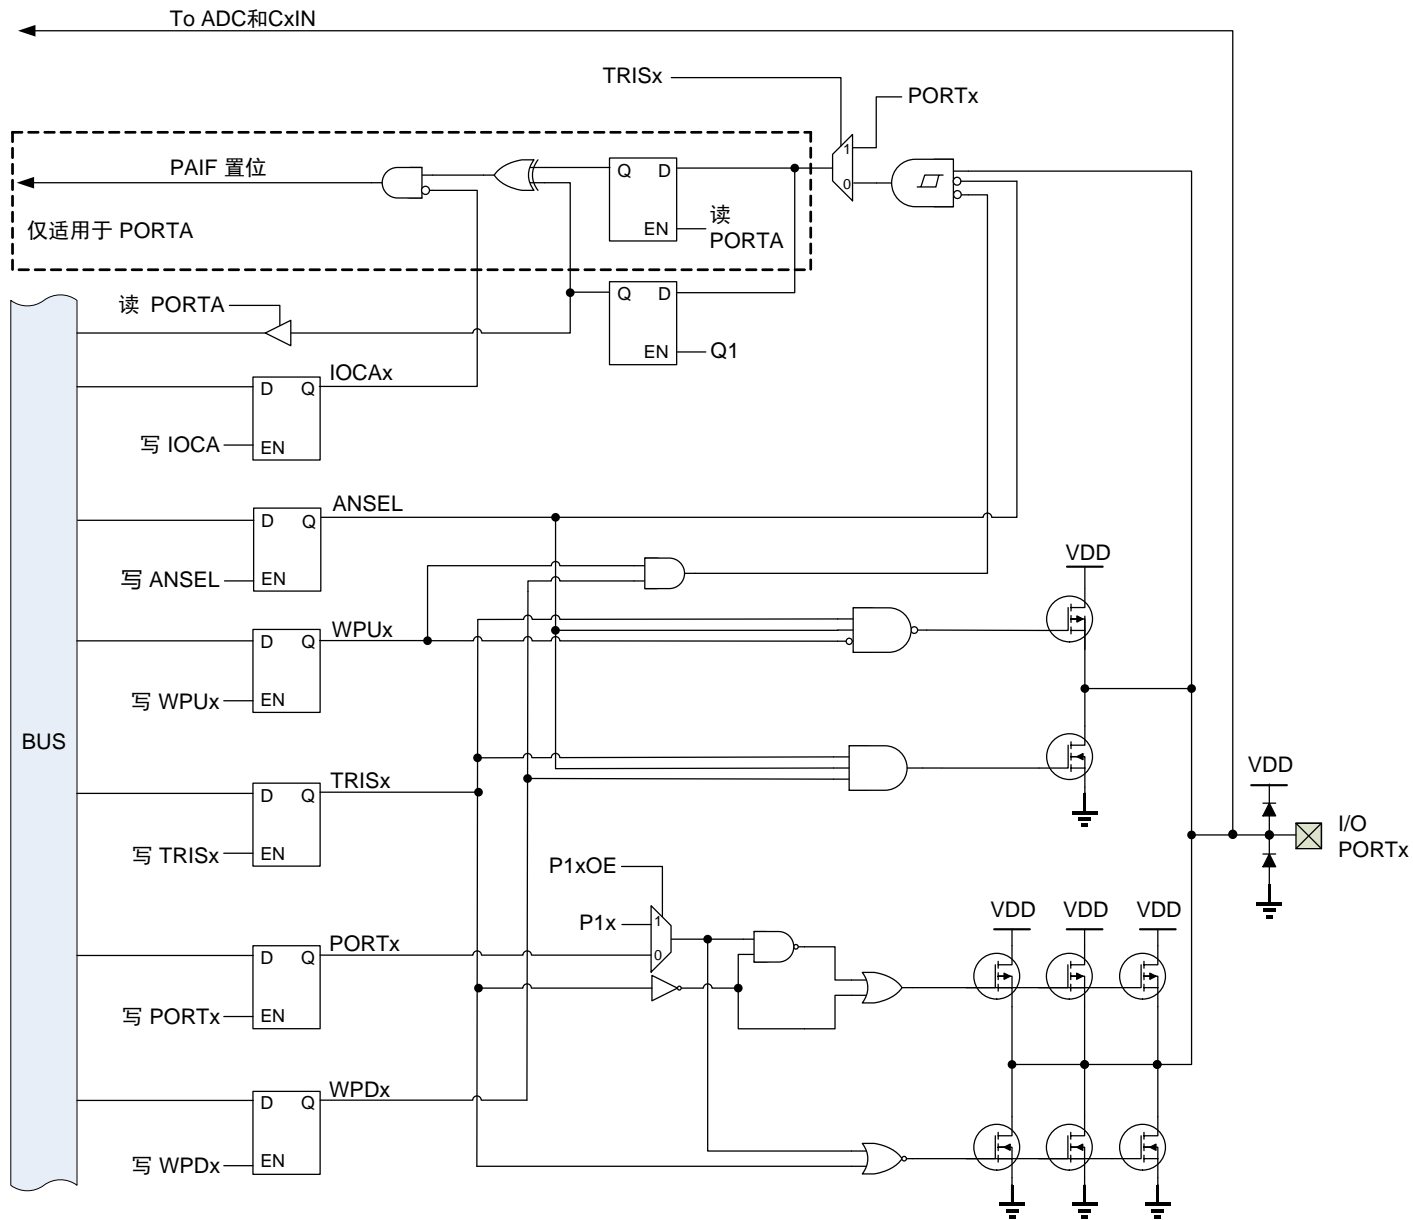 To ADC和CxIN
TRISx
PORTx
1
0
PAIF 置位
仅适用于 PORTA
Q D
EN
读
PORTA
Q D
EN
Q1
读 PORTA
D Q
EN
IOCAx
写 IOCA
D Q
EN
ANSEL
写 ANSEL
VDD
D Q
EN
WPUx
写 WPUx
BUS
D Q
EN
TRISx
写 TRISx
VDD
I/O
PORTx
P1xOE
P1x
1
0
VDD VDD VDD
D Q
EN
PORTx
写 PORTx
D Q
EN
WPDx
写 WPDx